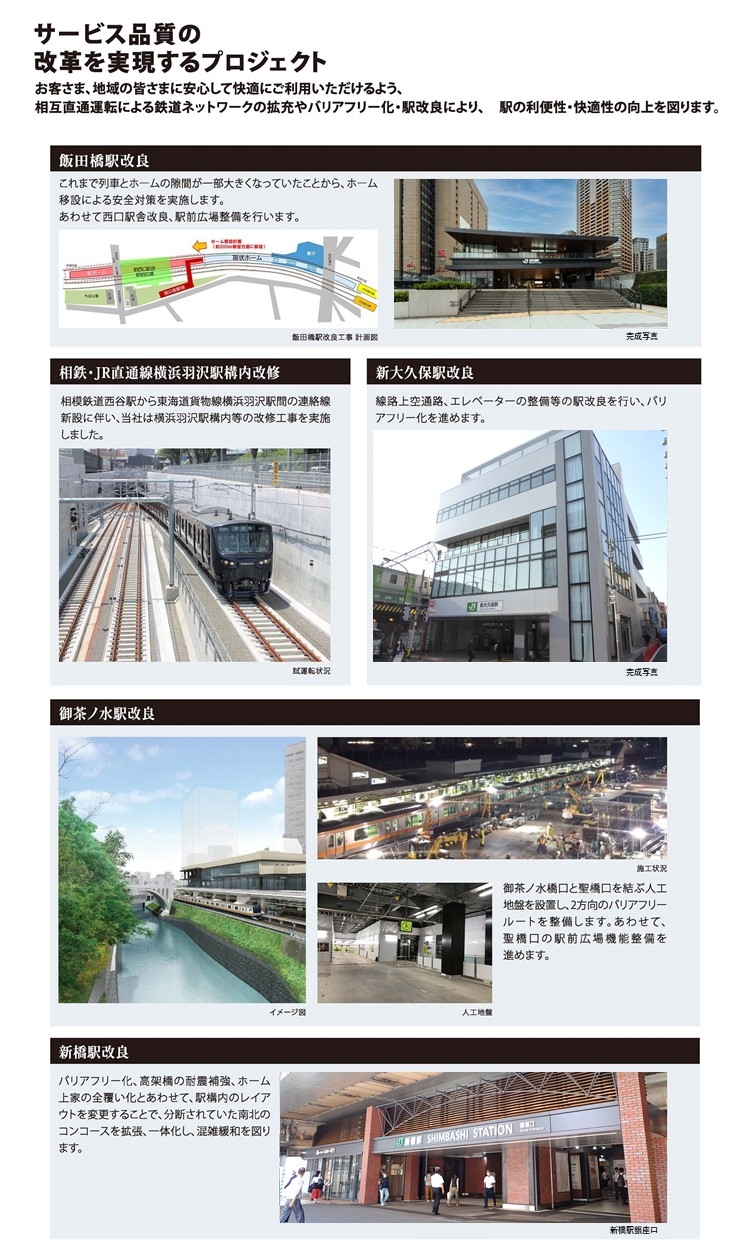 サービス品質の
改革を実現するプロジェクト
お客さま、地域の皆さまに安心して快適にご利用いただけるよう、
相互直通運転による鉄道ネットワークの拡充やバリアフリー化・駅改良により、　駅の利便性・快適性の向上を図ります。
飯田橋駅改良
これまで列車とホームの隙間が一部大きくなっていたことから、ホーム
移設による安全対策を実施します。
あわせて西口駅舎改良、駅前広場整備を行います。
ホーム移設計画
(約200m新宿方面に移設)
新ホーム
現状ホーム
東口
飯田橋駅改良工事 計画図
完成写真
相鉄・JR直通線横浜羽沢駅構内改修
相模鉄道西谷駅から東海道貨物線横浜羽沢駅間の連絡線
新設に伴い、当社は横浜羽沢駅構内等の改修工事を実施
しました。
試運転状況
新大久保駅改良
線路上空通路、エレベーターの整備等の駅改良を行い、バリ
アフリー化を進めます。
新大久保駅
完成写真
御茶ノ水駅改良
イメージ図
施工状況
人工地盤
御茶ノ水橋口と聖橋口を結ぶ人工
地盤を設置し、2方向のバリアフリー
ルートを整備します。あわせて、
聖橋口の駅前広場機能整備を
進めます。
新橋駅改良
バリアフリー化、高架橋の耐震補強、ホーム
上家の全覆い化とあわせて、駅構内のレイア
ウトを変更することで、分断されていた南北の
コンコースを拡張、一体化し、混雑緩和を図り
ます。
JR 新橋駅 SHIMBASHI STATION 銀座口
新橋駅銀座口